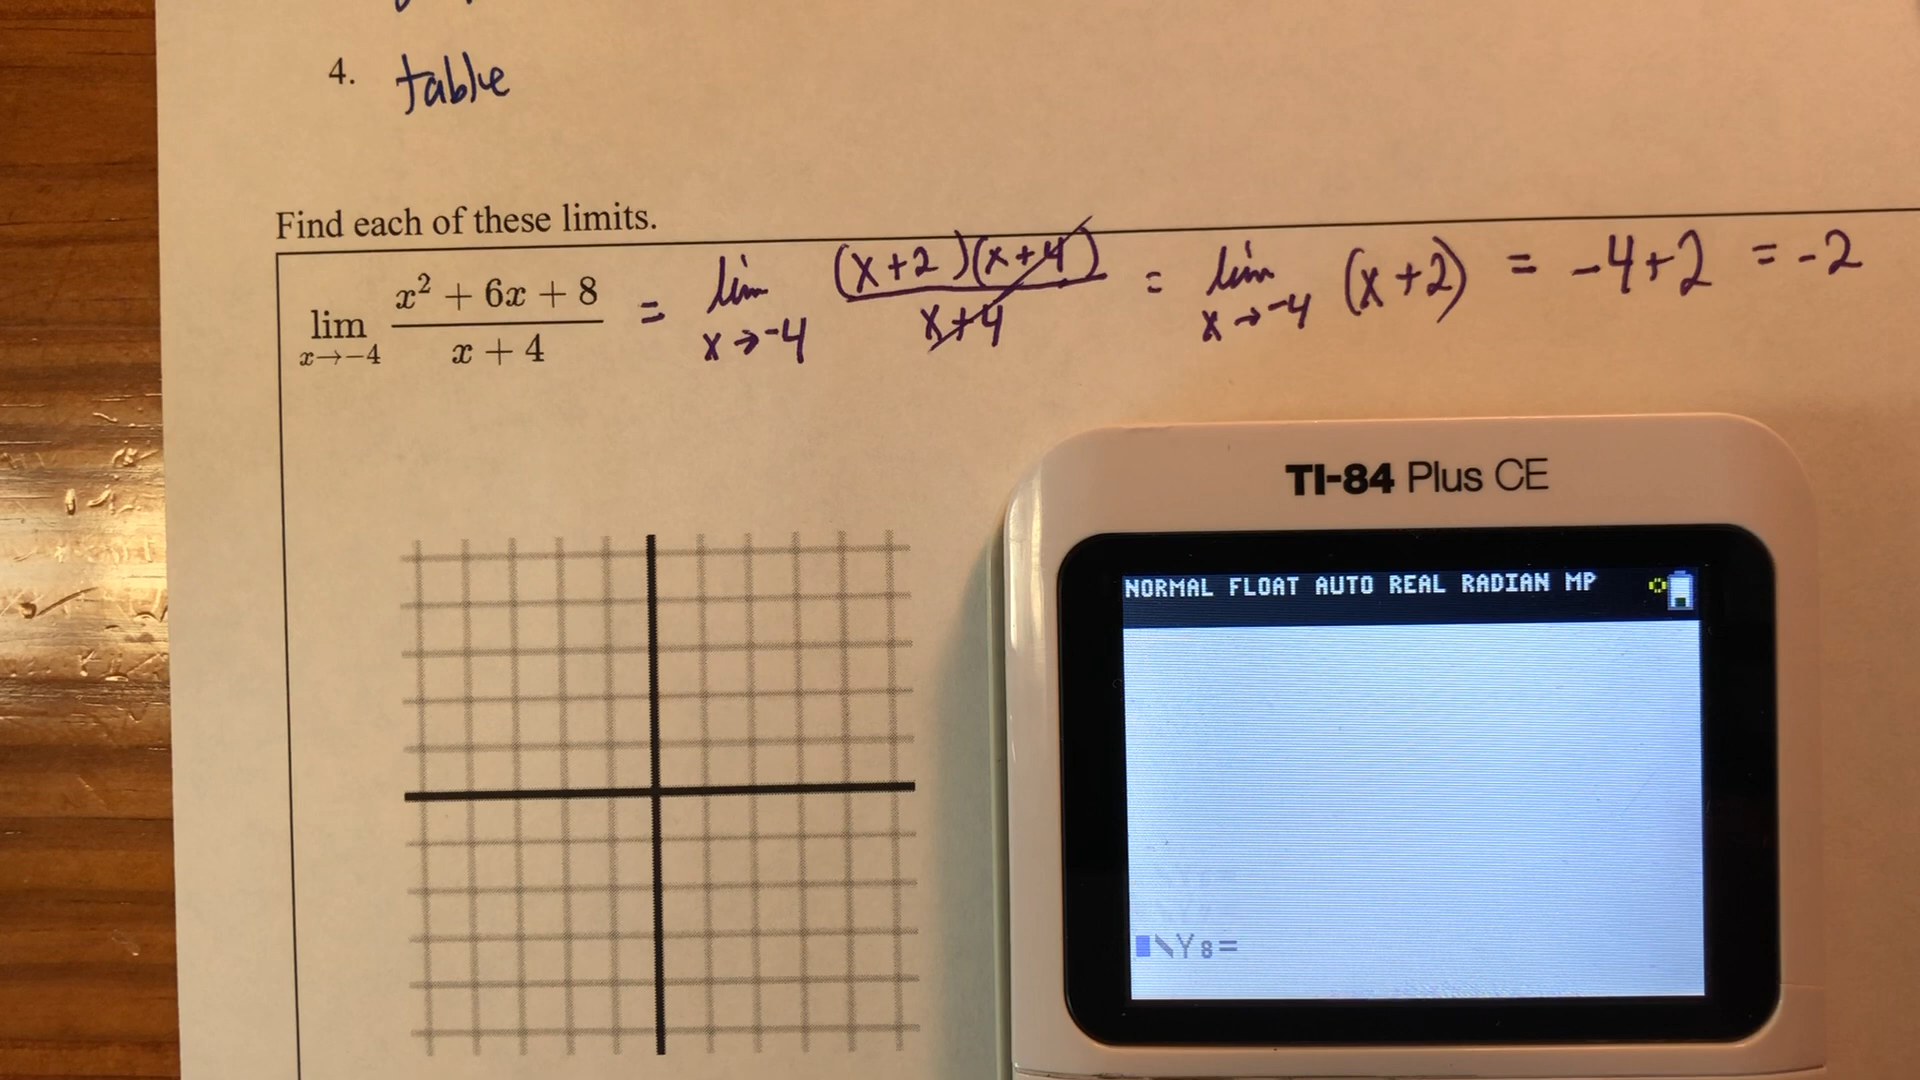 4. table
Find each of these limits.
lim x→-4 (x² + 6x + 8)/(x + 4) = lim x→-4 ((x+2)(x+4))/(x+4) = lim x→-4 (x+2) = -4+2 = -2
TI-84 Plus CE
NORMAL FLOAT AUTO REAL RADIAN MP
\Y8=